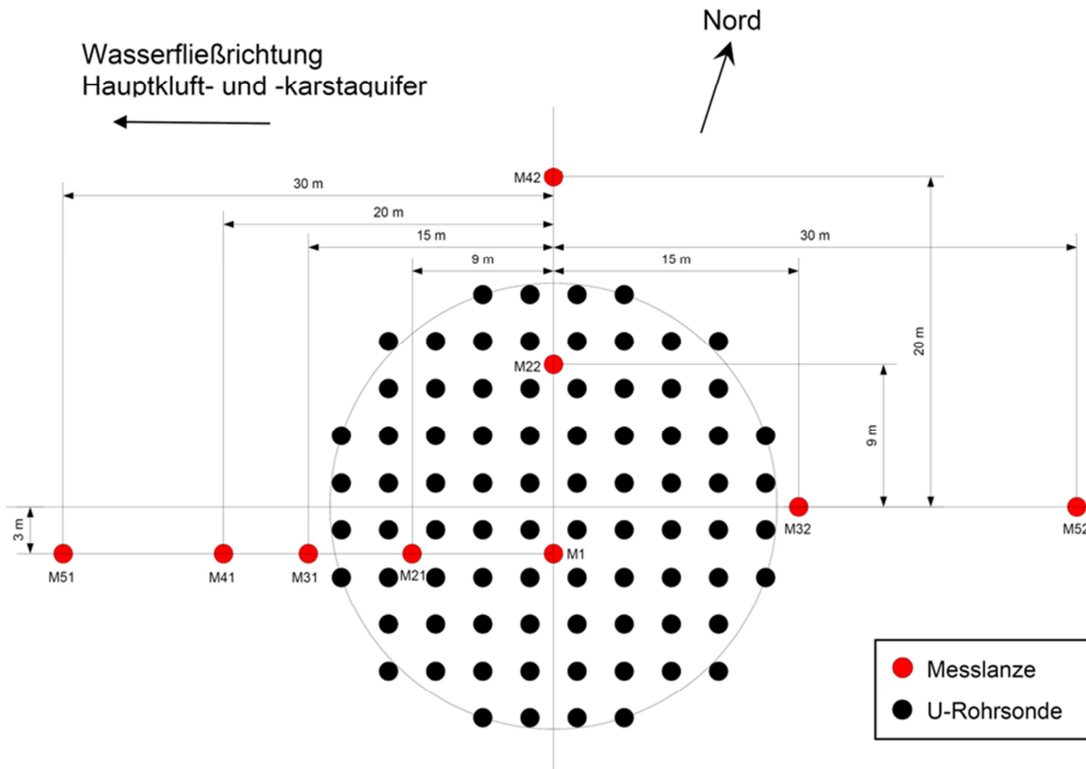 Nord
Wasserfließrichtung
Hauptkluft- und -karstaquifer
M42
30 m
20 m
15 m
30 m
9 m
15 m
20 m
M22
9 m
3 m
M32
M52
M51
M41
M31
M21
M1
Messlanze
U-Rohrsonde